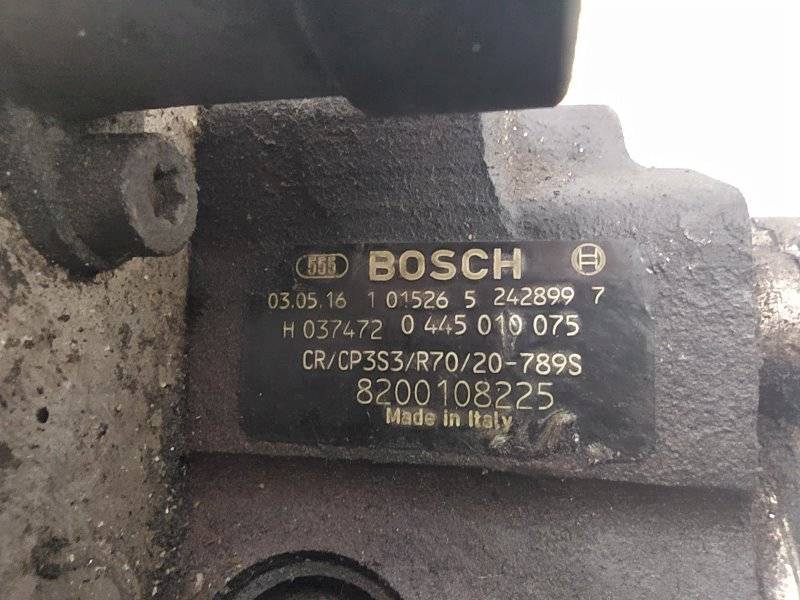 555 BOSCH
03.05.16 1 01526 5 242899 7
H 037472 0 445 010 075
CR/CP3S3/R70/20-789S
8200108225
Made in Italy